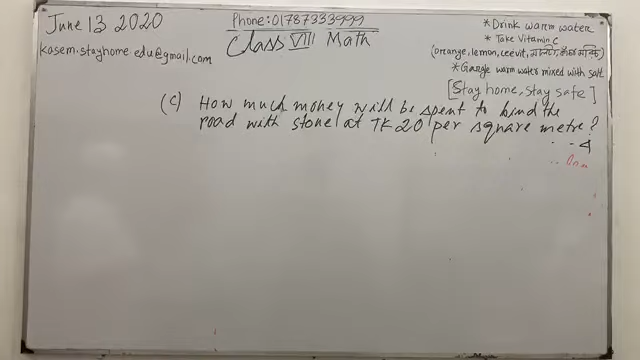 June 13 2020
Phone:01787333999
*Drink warm water
kasem.stayhome.edu@gmail.com
Class VIII Math
* Take Vitamin C
(oreange, lemon, ceevit,
*Gargle warm water mixed with salt
[Stay home, Stay safe]
(c) How much money will be spent to bind the
road with stone at TK 20 per square metre?
4